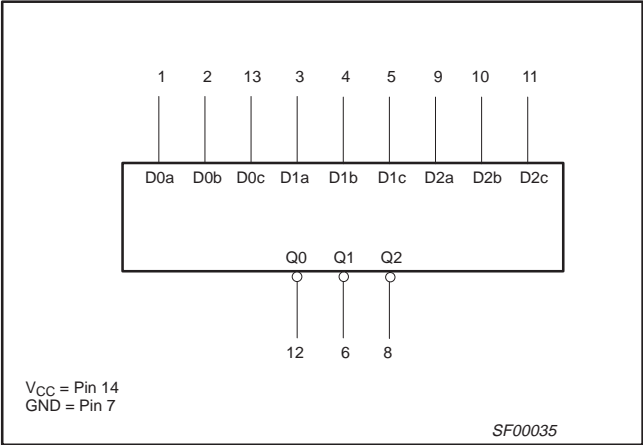 1 2 13 3 4 5 9 10 11
D0a D0b D0c D1a D1b D1c D2a D2b D2c
Q0 Q1 Q2
12 6 8
VCC = Pin 14
GND = Pin 7
SF00035